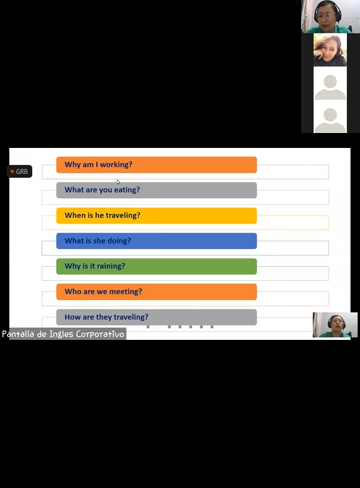 GRB
Why am I working?
What are you eating?
When is he traveling?
What is she doing?
Why is it raining?
Who are we meeting?
How are they traveling?
Pantalla de Ingles Corporativo